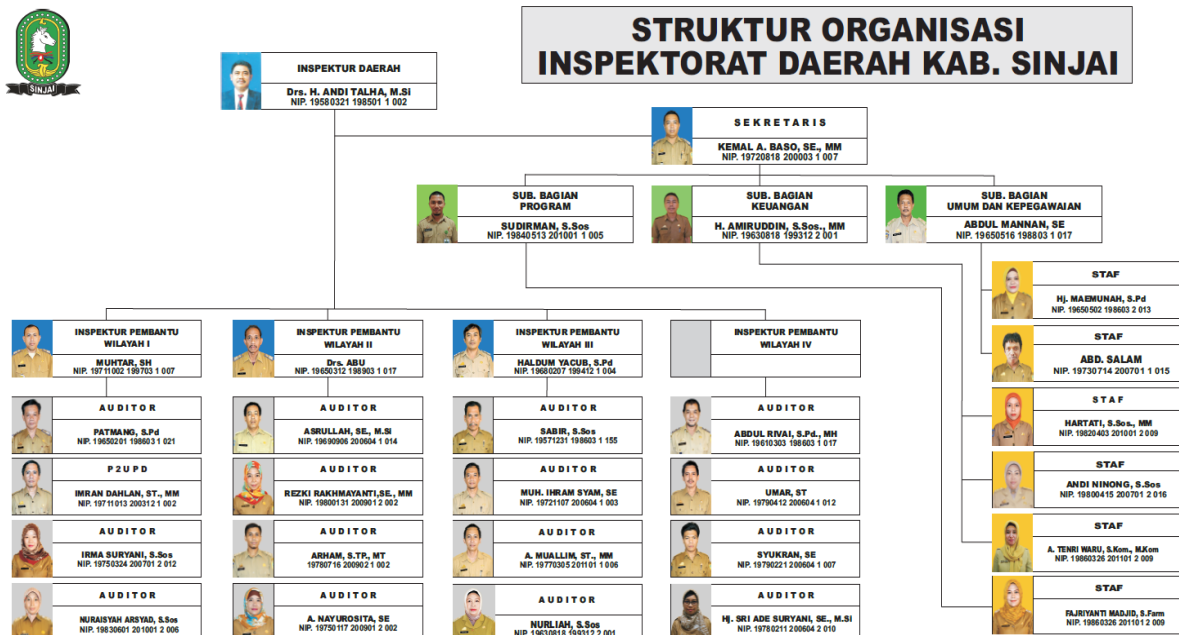 SINJAI
STRUKTUR ORGANISASI
INSPEKTORAT DAERAH KAB. SINJAI
INSPEKTUR DAERAH
Drs. H. ANDI TALHA, M.Si
NIP. 19580321 198501 1 002
SEKRETARIS
KEMAL A. BASO, SE., MM
NIP. 19720818 200003 1 007
SUB. BAGIAN
PROGRAM
SUDIRMAN, S.Sos
NIP. 19840513 201001 1 005
SUB. BAGIAN
KEUANGAN
H. AMIRUDDIN, S.Sos., MM
NIP. 19630818 199312 2 001
SUB. BAGIAN
UMUM DAN KEPEGAWAIAN
ABDUL MANNAN, SE
NIP. 19650516 198803 1 017
STAF
Hj. MAEMUNAH, S.Pd
NIP. 19650502 198603 2 013
STAF
ABD. SALAM
NIP. 19730714 200701 1 015
STAF
HARTATI, S.Sos., MM
NIP. 19820403 201001 2 009
STAF
ANDI NINONG, S.Sos
NIP. 19800415 200701 2 016
STAF
A. TENRI WARU, S.Kom., M.Kom
NIP. 19860326 201101 2 009
STAF
FAJRIYANTI MADJID, S.Farm
NIP. 19860326 201101 2 009
INSPEKTUR PEMBANTU
WILAYAH I
MUHTAR, SH
NIP. 19711002 199703 1 007
AUDITOR
PATMANG, S.Pd
NIP. 19650201 198603 1 021
P2UPD
IMRAN DAHLAN, ST., MM
NIP. 19711013 200312 1 002
AUDITOR
IRMA SURYANI, S.Sos
NIP. 19750324 200701 2 012
AUDITOR
NURAISYAH ARSYAD, S.Sos
NIP. 19830601 201001 2 006
INSPEKTUR PEMBANTU
WILAYAH II
Drs. ABU
NIP. 19650312 198903 1 017
AUDITOR
ASRULLAH, SE., M.Si
NIP. 19690906 200604 1 014
AUDITOR
REZKI RAKHMAYANTI,SE., MM
NIP. 19800131 200901 2 002
AUDITOR
ARHAM, S.TP., MT
19780716 200902 1 002
AUDITOR
A. NAYUROSITA, SE
NIP. 19750117 200901 2 002
INSPEKTUR PEMBANTU
WILAYAH III
HALDUM YACUB, S.Pd
NIP. 19680207 199412 1 004
AUDITOR
SABIR, S.Sos
NIP. 19571231 198603 1 155
AUDITOR
MUH. IHRAM SYAM, SE
NIP. 19721107 200604 1 003
AUDITOR
A. MUALLIM, ST., MM
NIP. 19770305 201101 1 006
AUDITOR
NURLIAH, S.Sos
NIP. 19630818 199312 2 001
INSPEKTUR PEMBANTU
WILAYAH IV
AUDITOR
ABDUL RIVAI, S.Pd., MH
NIP. 19610303 198603 1 017
AUDITOR
UMAR, ST
NIP. 19790412 200604 1 012
AUDITOR
SYUKRAN, SE
NIP. 19790221 200604 1 007
AUDITOR
Hj. SRI ADE SURYANI, SE., M.Si
NIP. 19780211 200604 2 010